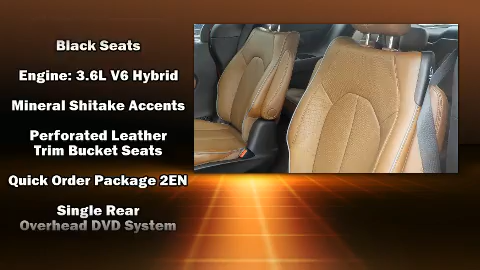 Black Seats
Engine: 3.6L V6 Hybrid
Mineral Shitake Accents
Perforated Leather
Trim Bucket Seats
Quick Order Package 2EN
Single Rear
Overhead DVD System